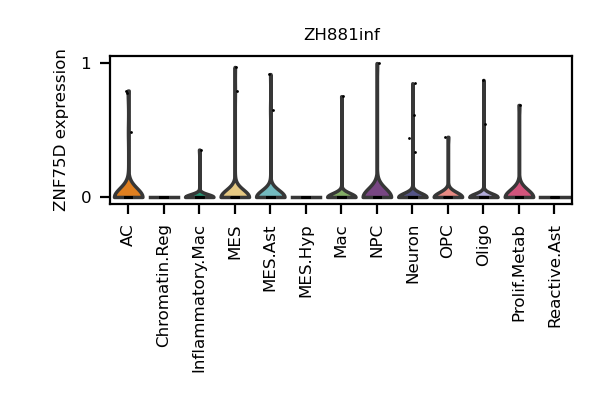 ZH881inf
ZNF75D expression
1
0
AC
Chromatin.Reg
Inflammatory.Mac
MES
MES.Ast
MES.Hyp
Mac
NPC
Neuron
OPC
Oligo
Prolif.Metab
Reactive.Ast